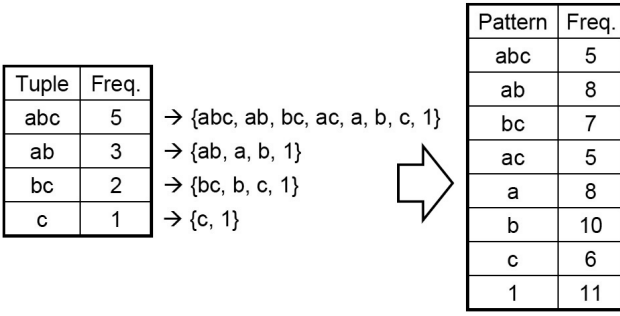 Tuple Freq.
abc 5 → {abc, ab, bc, ac, a, b, c, 1}
ab 3 → {ab, a, b, 1}
bc 2 → {bc, b, c, 1}
c 1 → {c, 1}
Pattern Freq.
abc 5
ab 8
bc 7
ac 5
a 8
b 10
c 6
1 11